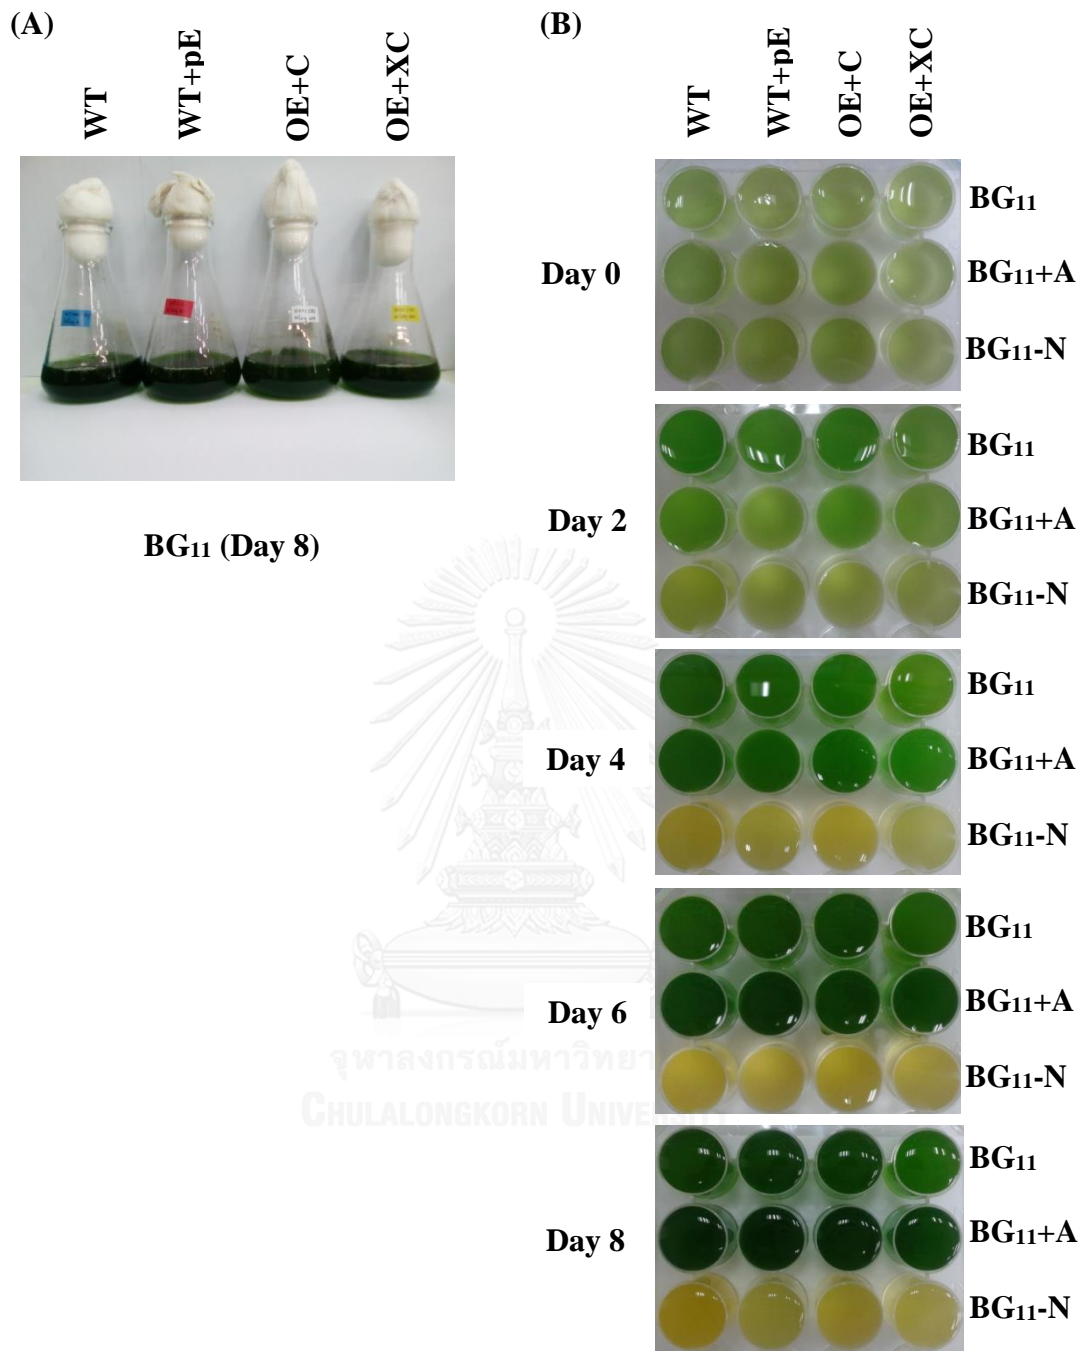 (A)
WT
WT+pE
OE+C
OE+XC
BG11 (Day 8)
(B)
WT
WT+pE
OE+C
OE+XC
Day 0
BG11
BG11+A
BG11-N
Day 2
BG11
BG11+A
BG11-N
Day 4
BG11
BG11+A
BG11-N
Day 6
BG11
BG11+A
BG11-N
Day 8
BG11
BG11+A
BG11-N
CHULALONGKORN UNIVERSITY